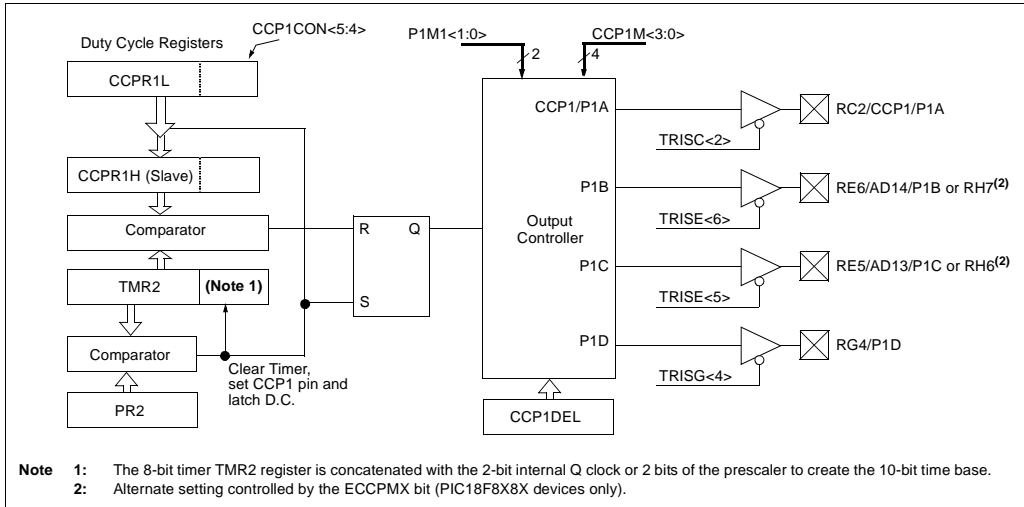 CCP1CON<5:4>
P1M1<1:0>
CCP1M<3:0>
Duty Cycle Registers
2
4
CCPR1L
CCP1/P1A
RC2/CCP1/P1A
TRISC<2>
CCPR1H (Slave)
P1B
RE6/AD14/P1B or RH7(2)
TRISE<6>
Comparator
R
Q
Output
Controller
P1C
RE5/AD13/P1C or RH6(2)
TMR2
(Note 1)
S
TRISE<5>
P1D
RG4/P1D
Comparator
Clear Timer,
set CCP1 pin and
latch D.C.
TRISG<4>
PR2
CCP1DEL
Note 1: The 8-bit timer TMR2 register is concatenated with the 2-bit internal Q clock or 2 bits of the prescaler to create the 10-bit time base.
2: Alternate setting controlled by the ECCPMX bit (PIC18F8X8X devices only).